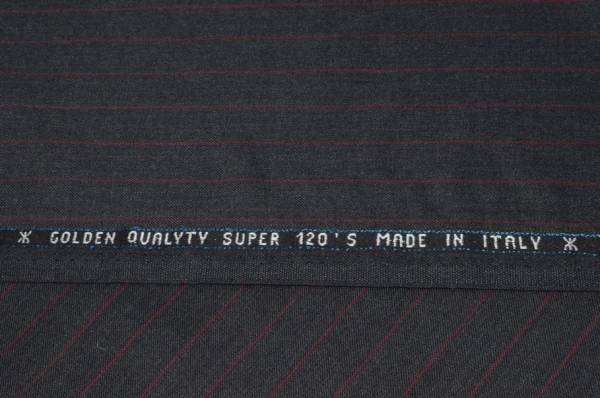 Ж GOLDEN QUALYTY SUPER 120'S MADE IN ITALY Ж